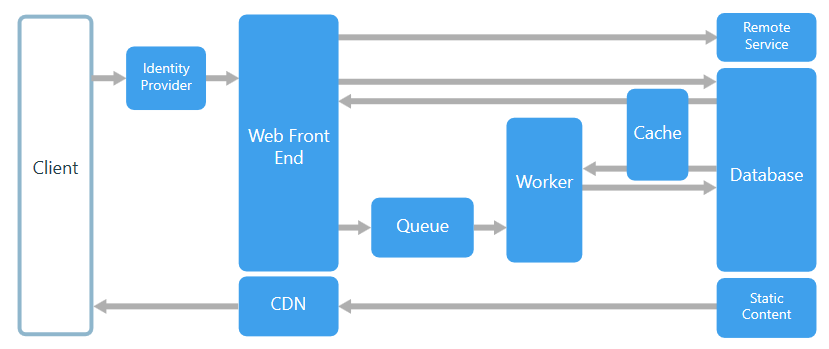 Client
Identity
Provider
Web Front
End
Remote
Service
Cache
Worker
Database
Queue
CDN
Static
Content